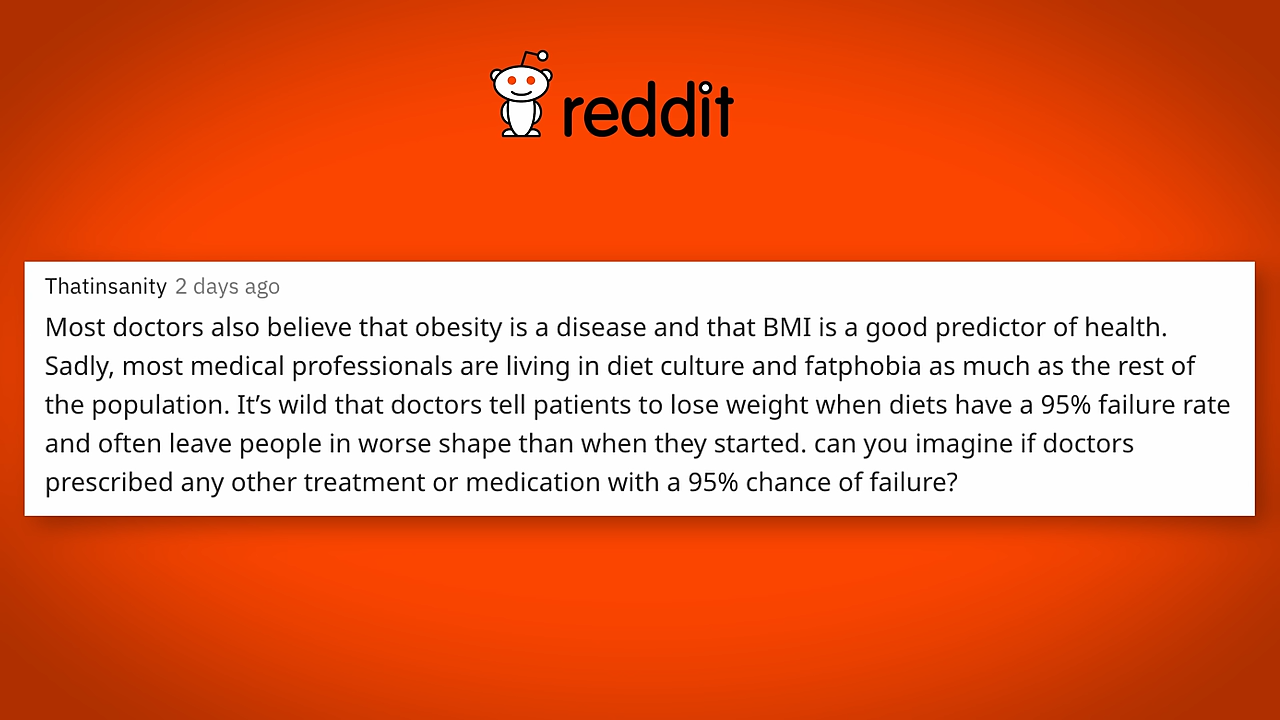 reddit
Thatinsanity 2 days ago
Most doctors also believe that obesity is a disease and that BMI is a good predictor of health.
Sadly, most medical professionals are living in diet culture and fatphobia as much as the rest of
the population. It’s wild that doctors tell patients to lose weight when diets have a 95% failure rate
and often leave people in worse shape than when they started. can you imagine if doctors
prescribed any other treatment or medication with a 95% chance of failure?